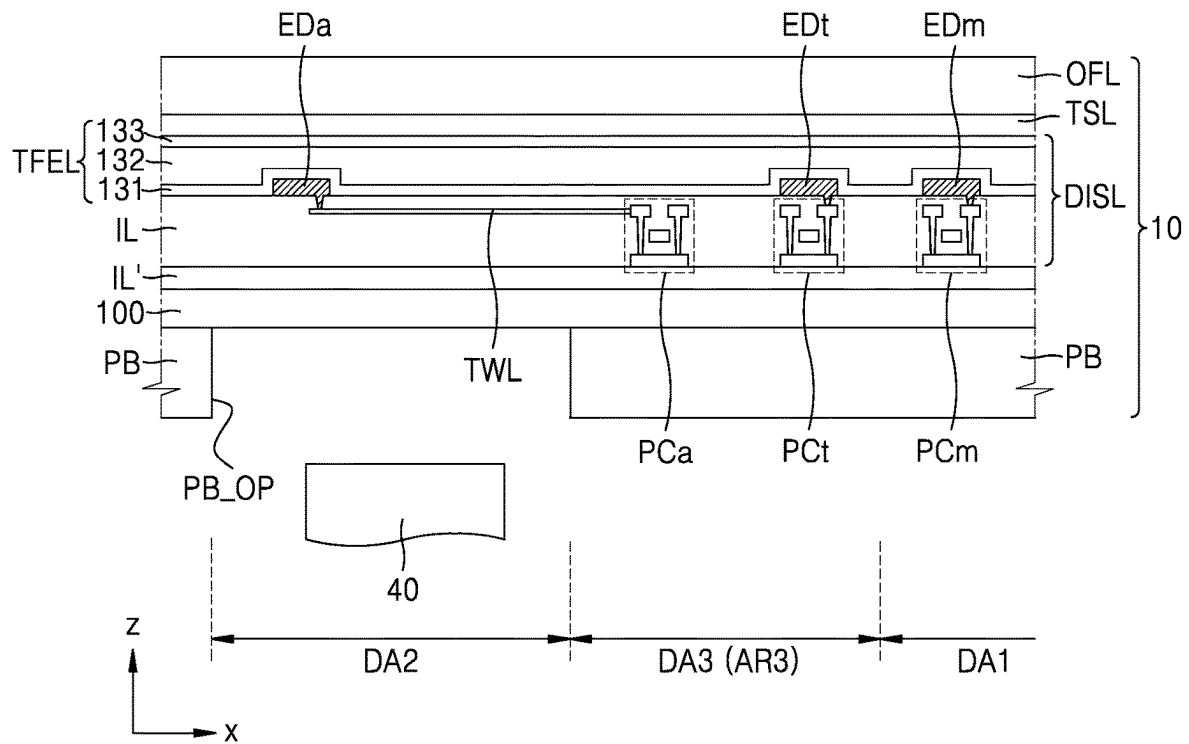 EDa
EDt
EDm
OFL
TSL
133
TFEL
132
131
DISL
10
IL
IL'
100
PB
TWL
PB
PCa
PCt
PCm
PB_OP
40
z
DA2
DA3 (AR3)
DA1
x